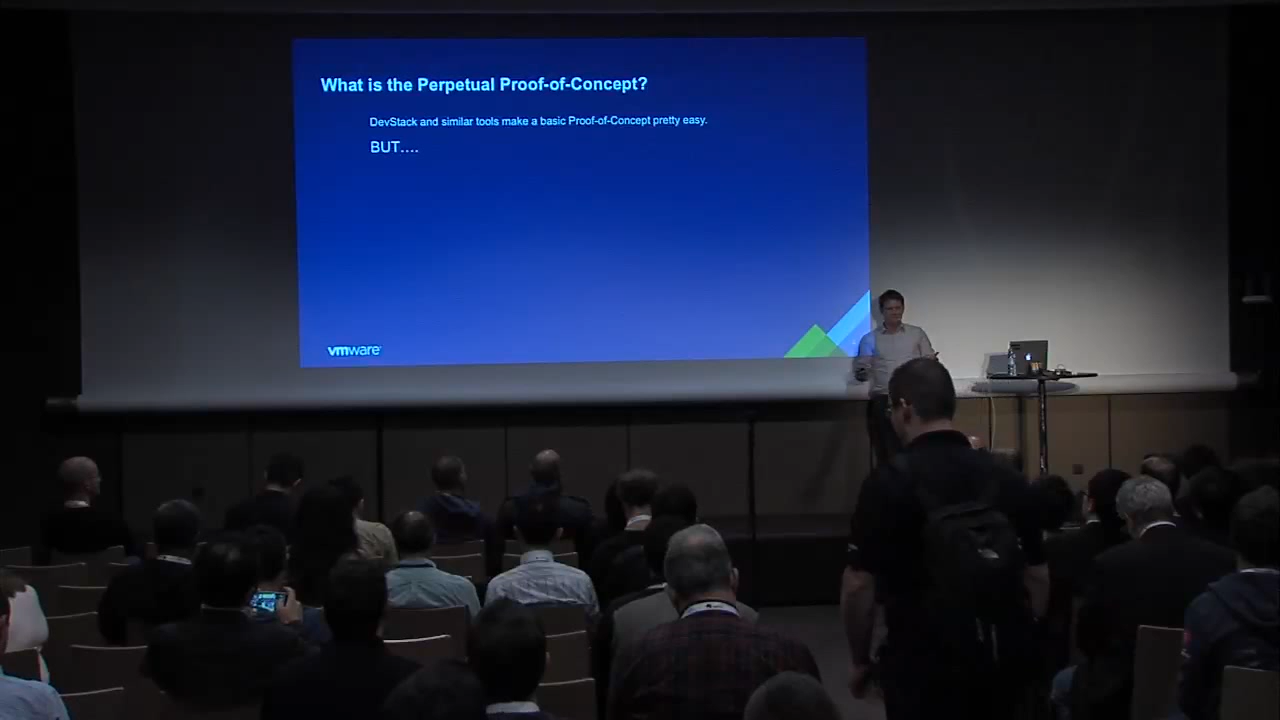 What is the Perpetual Proof-of-Concept?
DevStack and similar tools make a basic Proof-of-Concept pretty easy.
BUT....
vmware